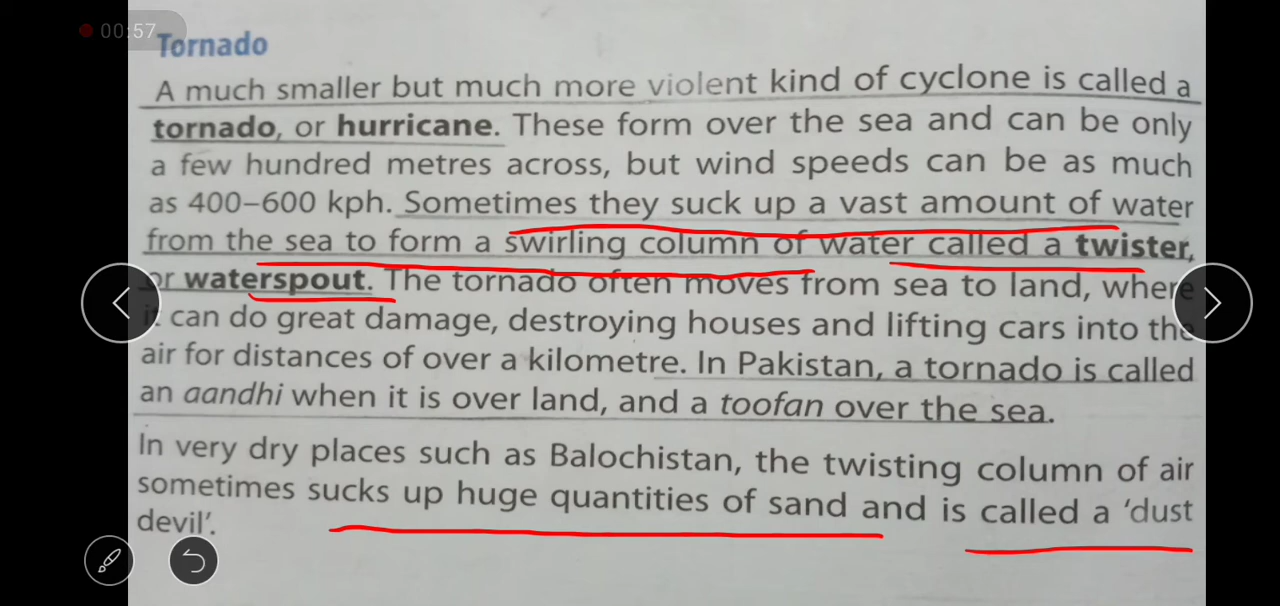 00:57
Tornado
A much smaller but much more violent kind of cyclone is called a
tornado, or hurricane. These form over the sea and can be only
a few hundred metres across, but wind speeds can be as much
as 400–600 kph. Sometimes they suck up a vast amount of water
from the sea to form a swirling column of water called a twister,
or waterspout. The tornado often moves from sea to land, where
it can do great damage, destroying houses and lifting cars into the
air for distances of over a kilometre. In Pakistan, a tornado is called
an aandhi when it is over land, and a toofan over the sea.
In very dry places such as Balochistan, the twisting column of air
sometimes sucks up huge quantities of sand and is called a ‘dust
devil’.